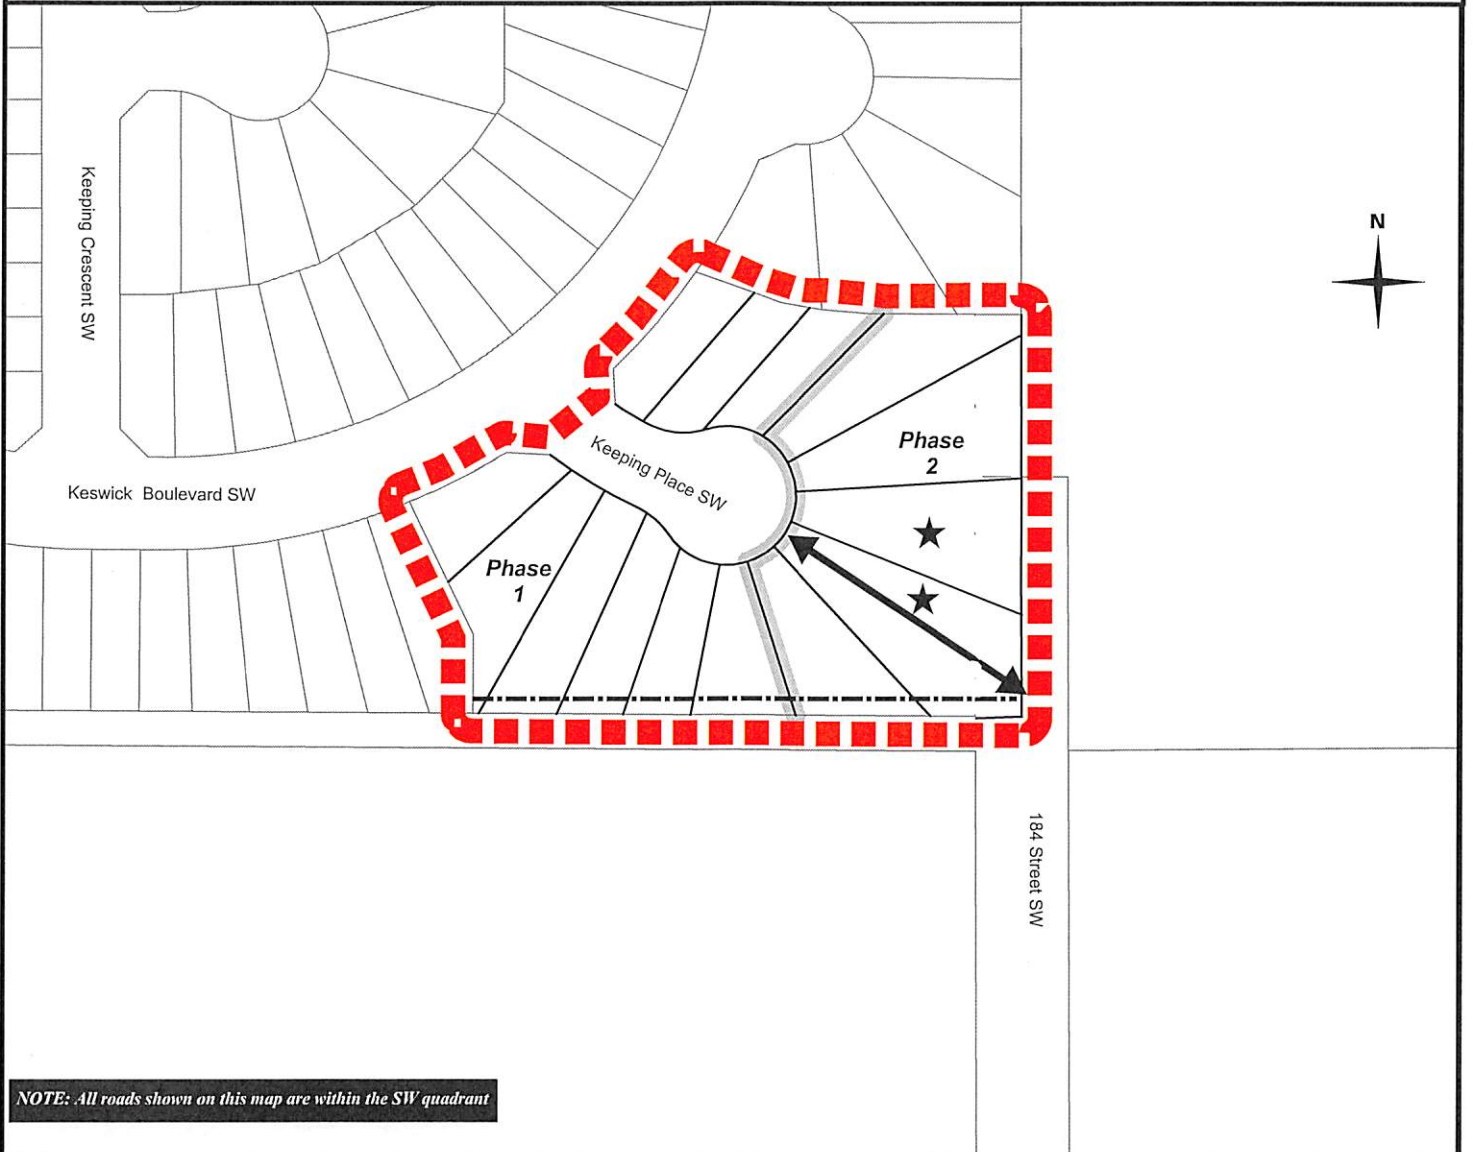 Keeping Crescent SW
N
Phase
2
Keeping Place SW
Keswick Boulevard SW
Phase
1
184 Street SW
NOTE: All roads shown on this map are within the SW quadrant